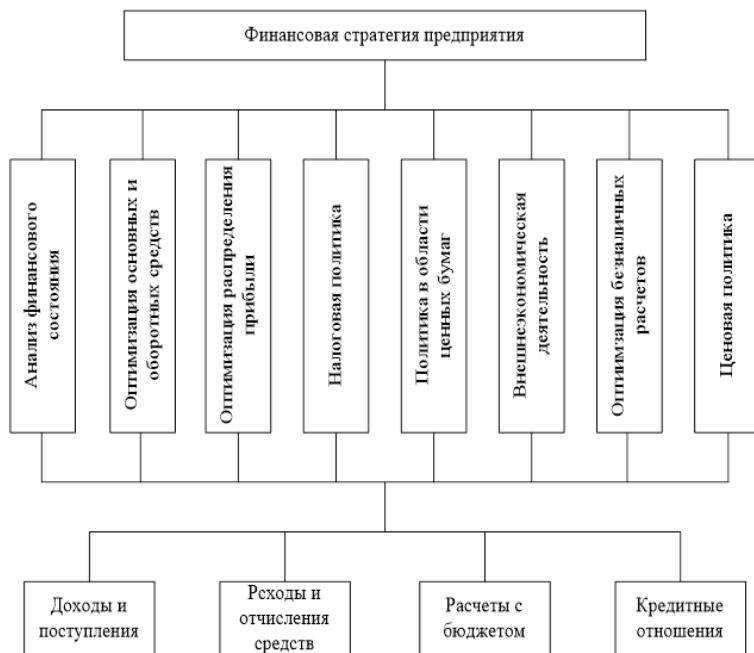 Финансовая стратегия предприятия
Анализ финансового
состояния
Оптимизация основных и
оборотных средств
Оптимизация распределения
прибыли
Налоговая политика
Политика в области
ценных бумаг
Внешнеэкономическая
деятельность
Оптиимзация безналичных
расчетов
Ценовая политика
Доходы и
поступления
Рсходы и
отчисления
средств
Расчеты с
бюджетом
Кредитные
отношения